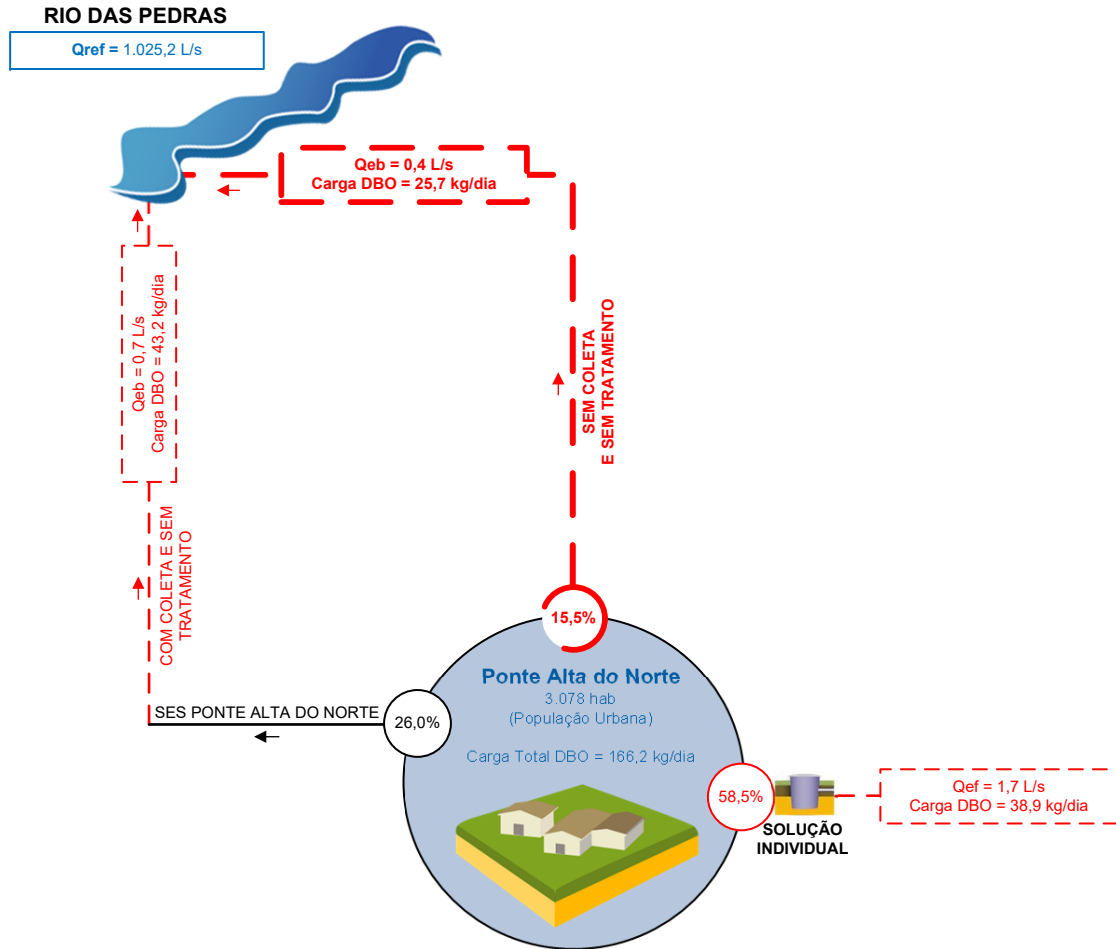 RIO DAS PEDRAS
Qref = 1.025,2 L/s
Qeb = 0,4 L/s
Carga DBO = 25,7 kg/dia
Qeb = 0,7 L/s
Carga DBO = 43,2 kg/dia
SEM COLETA
E SEM TRATAMENTO
COM COLETA E SEM
TRATAMENTO
15,5%
Ponte Alta do Norte
3.078 hab
(População Urbana)
SES PONTE ALTA DO NORTE
26,0%
Carga Total DBO = 166,2 kg/dia
58,5%
Qef = 1,7 L/s
Carga DBO = 38,9 kg/dia
SOLUÇÃO
INDIVIDUAL